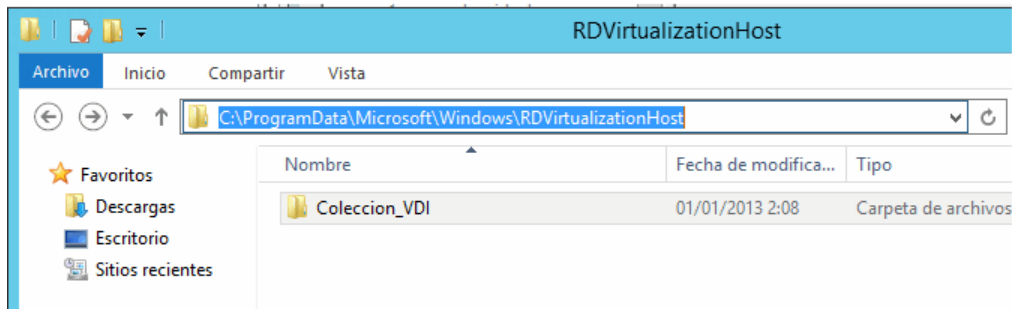 RDVirtualizationHost
Archivo Inicio Compartir Vista
C:\ProgramData\Microsoft\Windows\RDVirtualizationHost
Favoritos
Descargas
Escritorio
Sitios recientes
Nombre Fecha de modifica... Tipo
Coleccion_VDI 01/01/2013 2:08 Carpeta de archivos